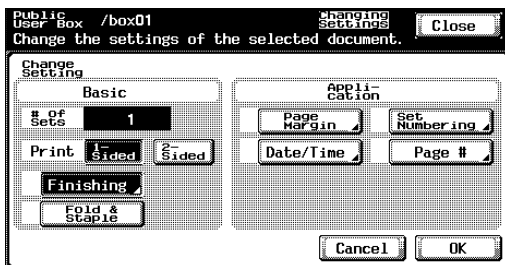 Public User Box /box01 Changing Settings Close
Change the settings of the selected document.
Change Setting
Basic
# of Sets 1
Print 1-Sided 2-Sided
Finishing
Fold & Staple
Appli-cation
Page Margin Set Numbering
Date/Time Page #
Cancel OK